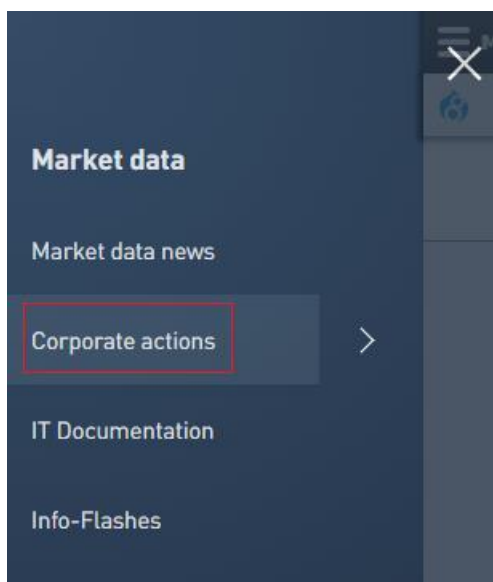 Market data
Market data news
Corporate actions
IT Documentation
Info-Flashes